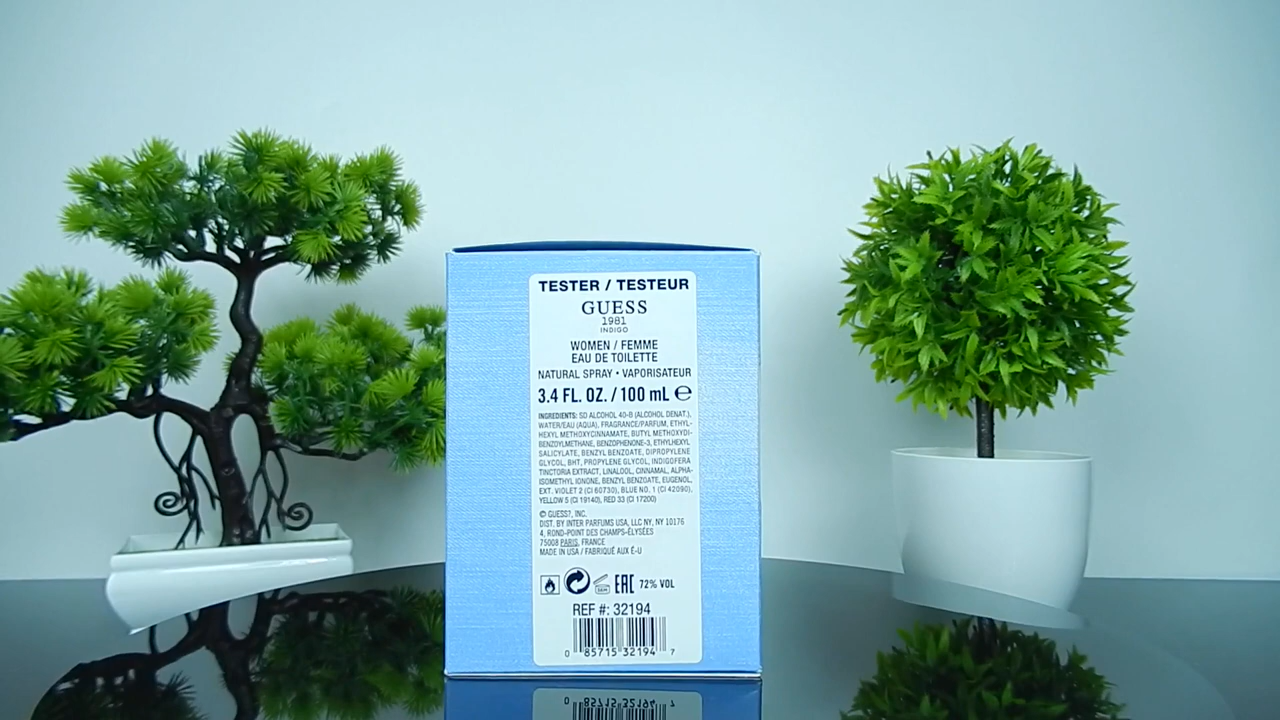 TESTER / TESTEUR
GUESS
1981
INDIGO
WOMEN / FEMME
EAU DE TOILETTE
NATURAL SPRAY • VAPORISATEUR
3.4 FL. OZ. / 100 mL ℮
INGREDIENTS: SD ALCOHOL 40-B (ALCOHOL DENAT.),
WATER/EAU (AQUA), FRAGRANCE/PARFUM, ETHYL-
HEXYL METHOXYCINNAMATE, BUTYL METHOXYDI-
BENZOYLMETHANE, BENZOPHENONE-3, ETHYLHEXYL
SALICYLATE, BENZYL BENZOATE, DIPROPYLENE
GLYCOL, BHT, PROPYLENE GLYCOL, INDIGOFERA
TINCTORIA EXTRACT, LINALOOL, CINNAMAL, ALPHA-
ISOMETHYL IONONE, BENZYL BENZOATE, EUGENOL,
EXT. VIOLET 2 (CI 60730), BLUE NO. 1 (CI 42090),
YELLOW 5 (CI 19140), RED 33 (CI 17200)
© GUESS?, INC.
DIST. BY INTER PARFUMS USA, LLC NY, NY 10176
4, ROND-POINT DES CHAMPS-ÉLYSÉES
75008 PARIS, FRANCE
MADE IN USA / FABRIQUÉ AUX É-U
EAC 72% VOL
REF #: 32194
0 85715 32194 7